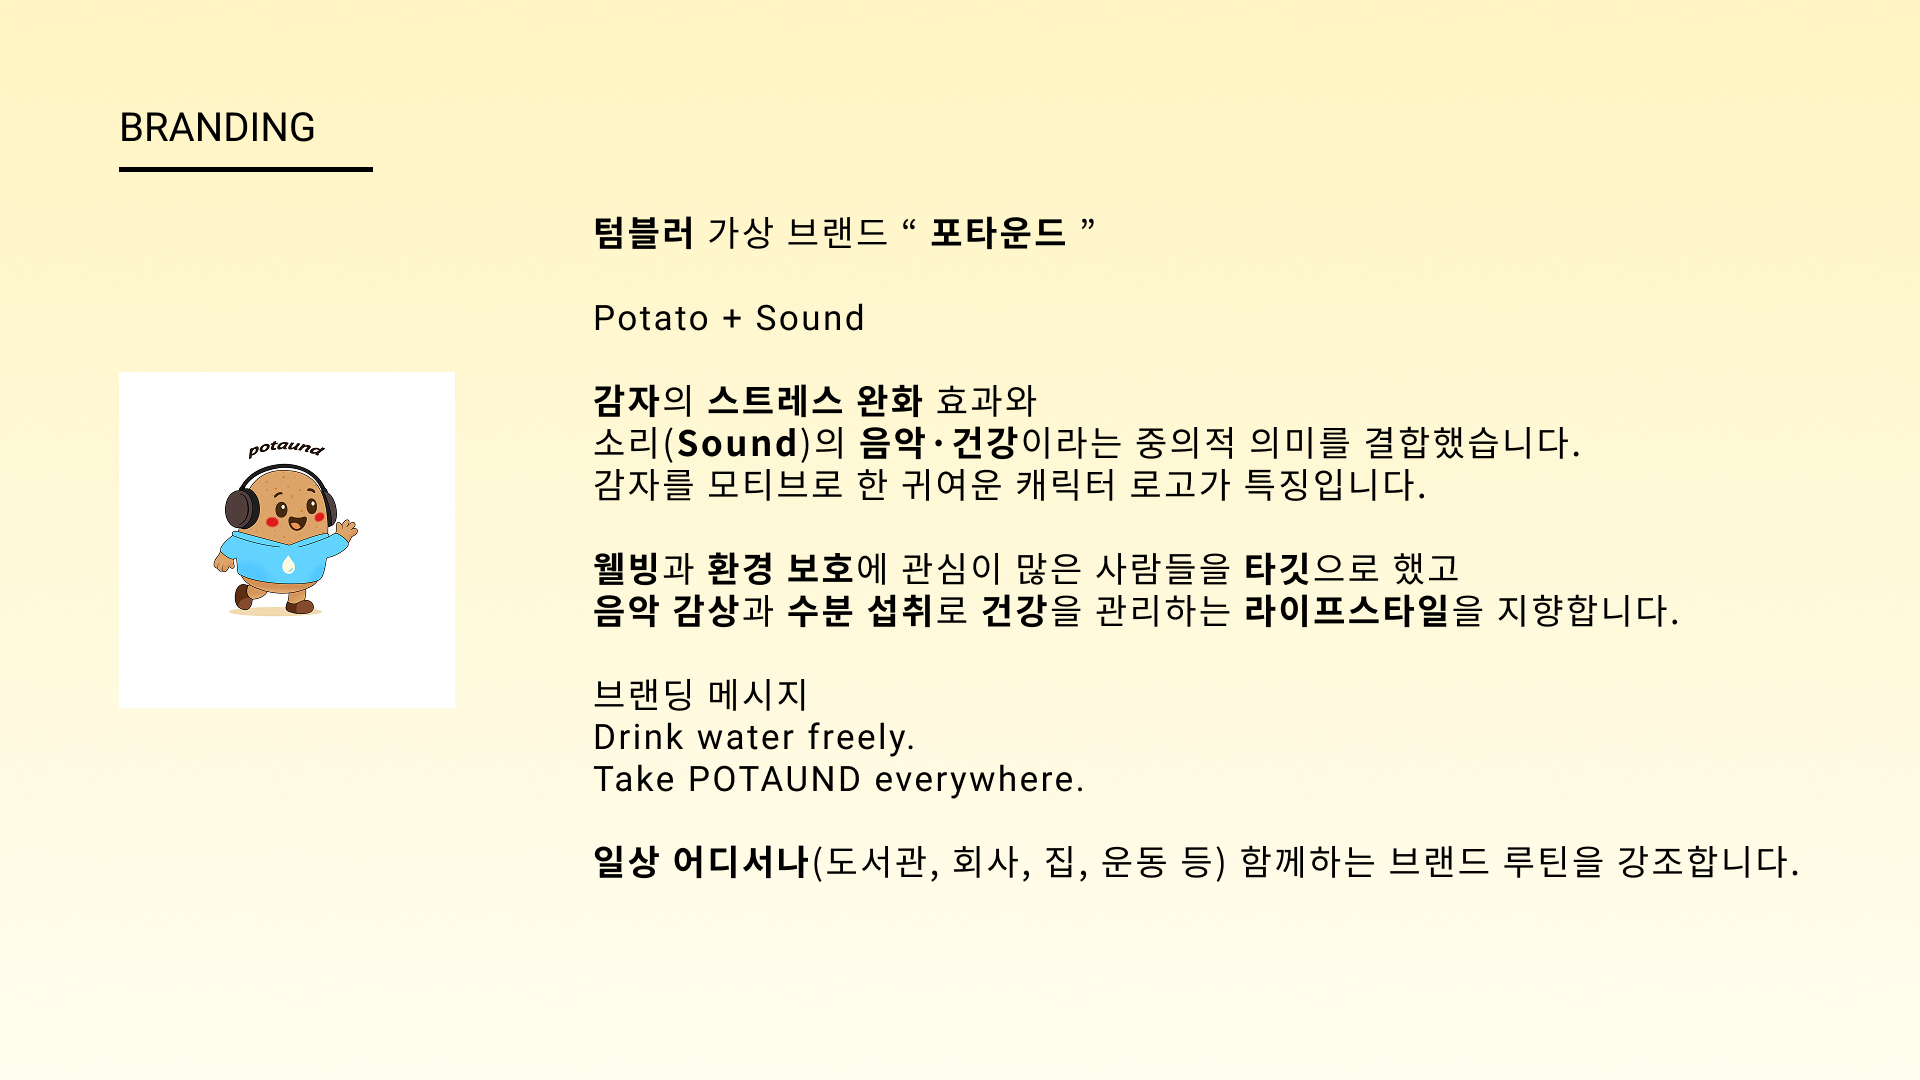 BRANDING
텀블러 가상 브랜드 “ 포타운드 ”
Potato + Sound
potaund
감자의 스트레스 완화 효과와
소리(Sound)의 음악·건강이라는 중의적 의미를 결합했습니다.
감자를 모티브로 한 귀여운 캐릭터 로고가 특징입니다.
웰빙과 환경 보호에 관심이 많은 사람들을 타깃으로 했고
음악 감상과 수분 섭취로 건강을 관리하는 라이프스타일을 지향합니다.
브랜딩 메시지
Drink water freely.
Take POTAUND everywhere.
일상 어디서나(도서관, 회사, 집, 운동 등) 함께하는 브랜드 루틴을 강조합니다.